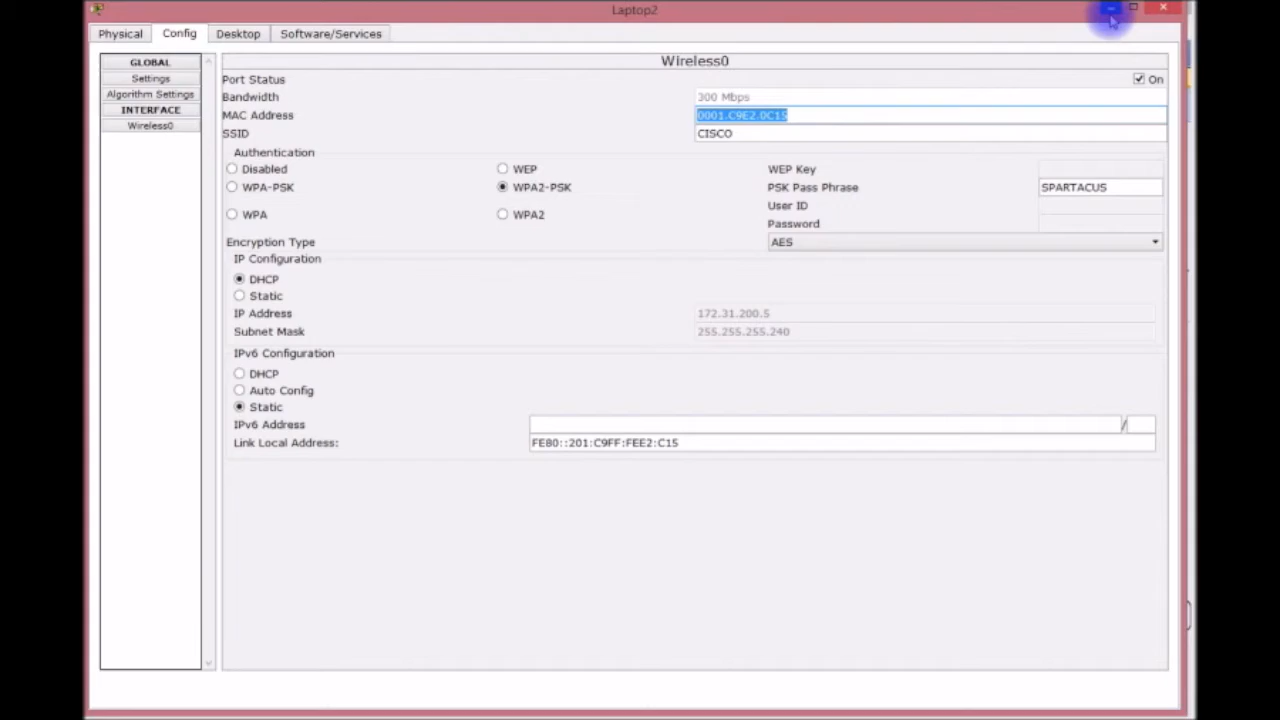 Laptop2
Physical Config Desktop Software/Services
GLOBAL
Settings
Algorithm Settings
INTERFACE
Wireless0
Wireless0
Port Status On
Bandwidth 300 Mbps
MAC Address 0001.C9E2.0C15
SSID CISCO
Authentication
Disabled WEP WEP Key
WPA-PSK WPA2-PSK PSK Pass Phrase SPARTACUS
User ID
WPA WPA2
Password
Encryption Type AES
IP Configuration
DHCP
Static
IP Address 172.31.200.5
Subnet Mask 255.255.255.240
IPv6 Configuration
DHCP
Auto Config
Static
IPv6 Address /
Link Local Address: FE80::201:C9FF:FEE2:C15